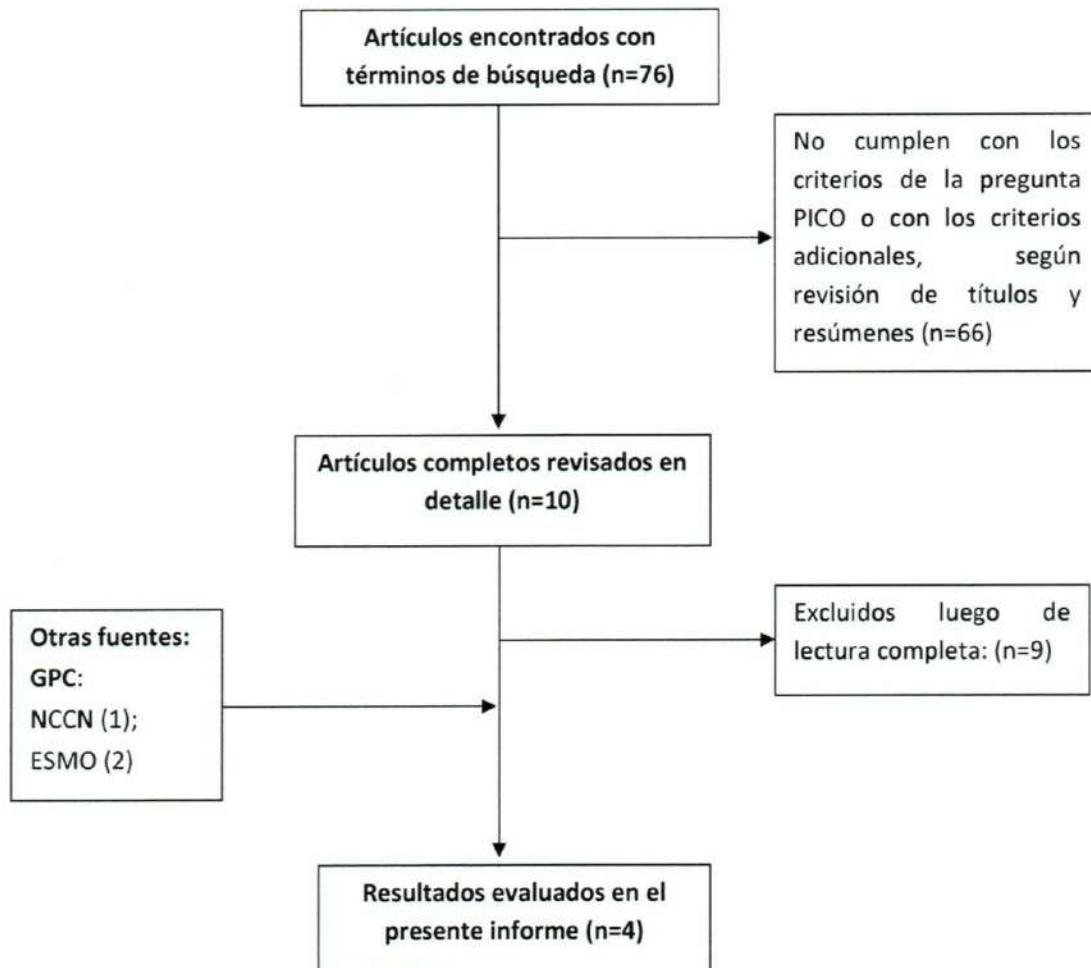 Artículos encontrados con
términos de búsqueda (n=76)
No cumplen con los
criterios de la pregunta
PICO o con los criterios
adicionales, según
revisión de títulos y
resúmenes (n=66)
Artículos completos revisados en
detalle (n=10)
Excluidos luego de
lectura completa: (n=9)
Otras fuentes:
GPC:
NCCN (1);
ESMO (2)
Resultados evaluados en el
presente informe (n=4)